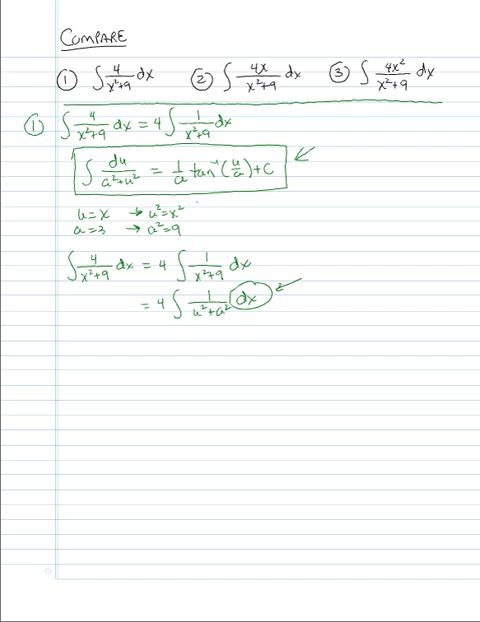 COMPARE
① ∫ 4/(x²+9) dx ② ∫ 4x/(x²+9) dx ③ ∫ 4x²/(x²+9) dx
① ∫ 4/(x²+9) dx = 4 ∫ 1/(x²+9) dx
∫ du/(a²+u²) = 1/a tan⁻¹(u/a) + C ←
u=x → u²=x²
a=3 → a²=9
∫ 4/(x²+9) dx = 4 ∫ 1/(x²+9) dx
= 4 ∫ 1/(u²+a²) dx ← ?